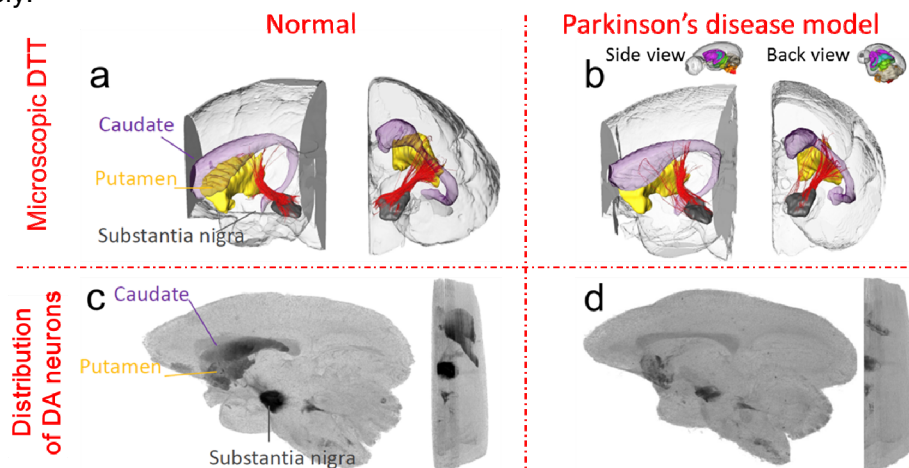 Normal
Parkinson's disease model
Microscopic DTT
a
Caudate
Putamen
Substantia nigra
b
Side view
Back view
Distribution
of DA neurons
c
Caudate
Putamen
Substantia nigra
d